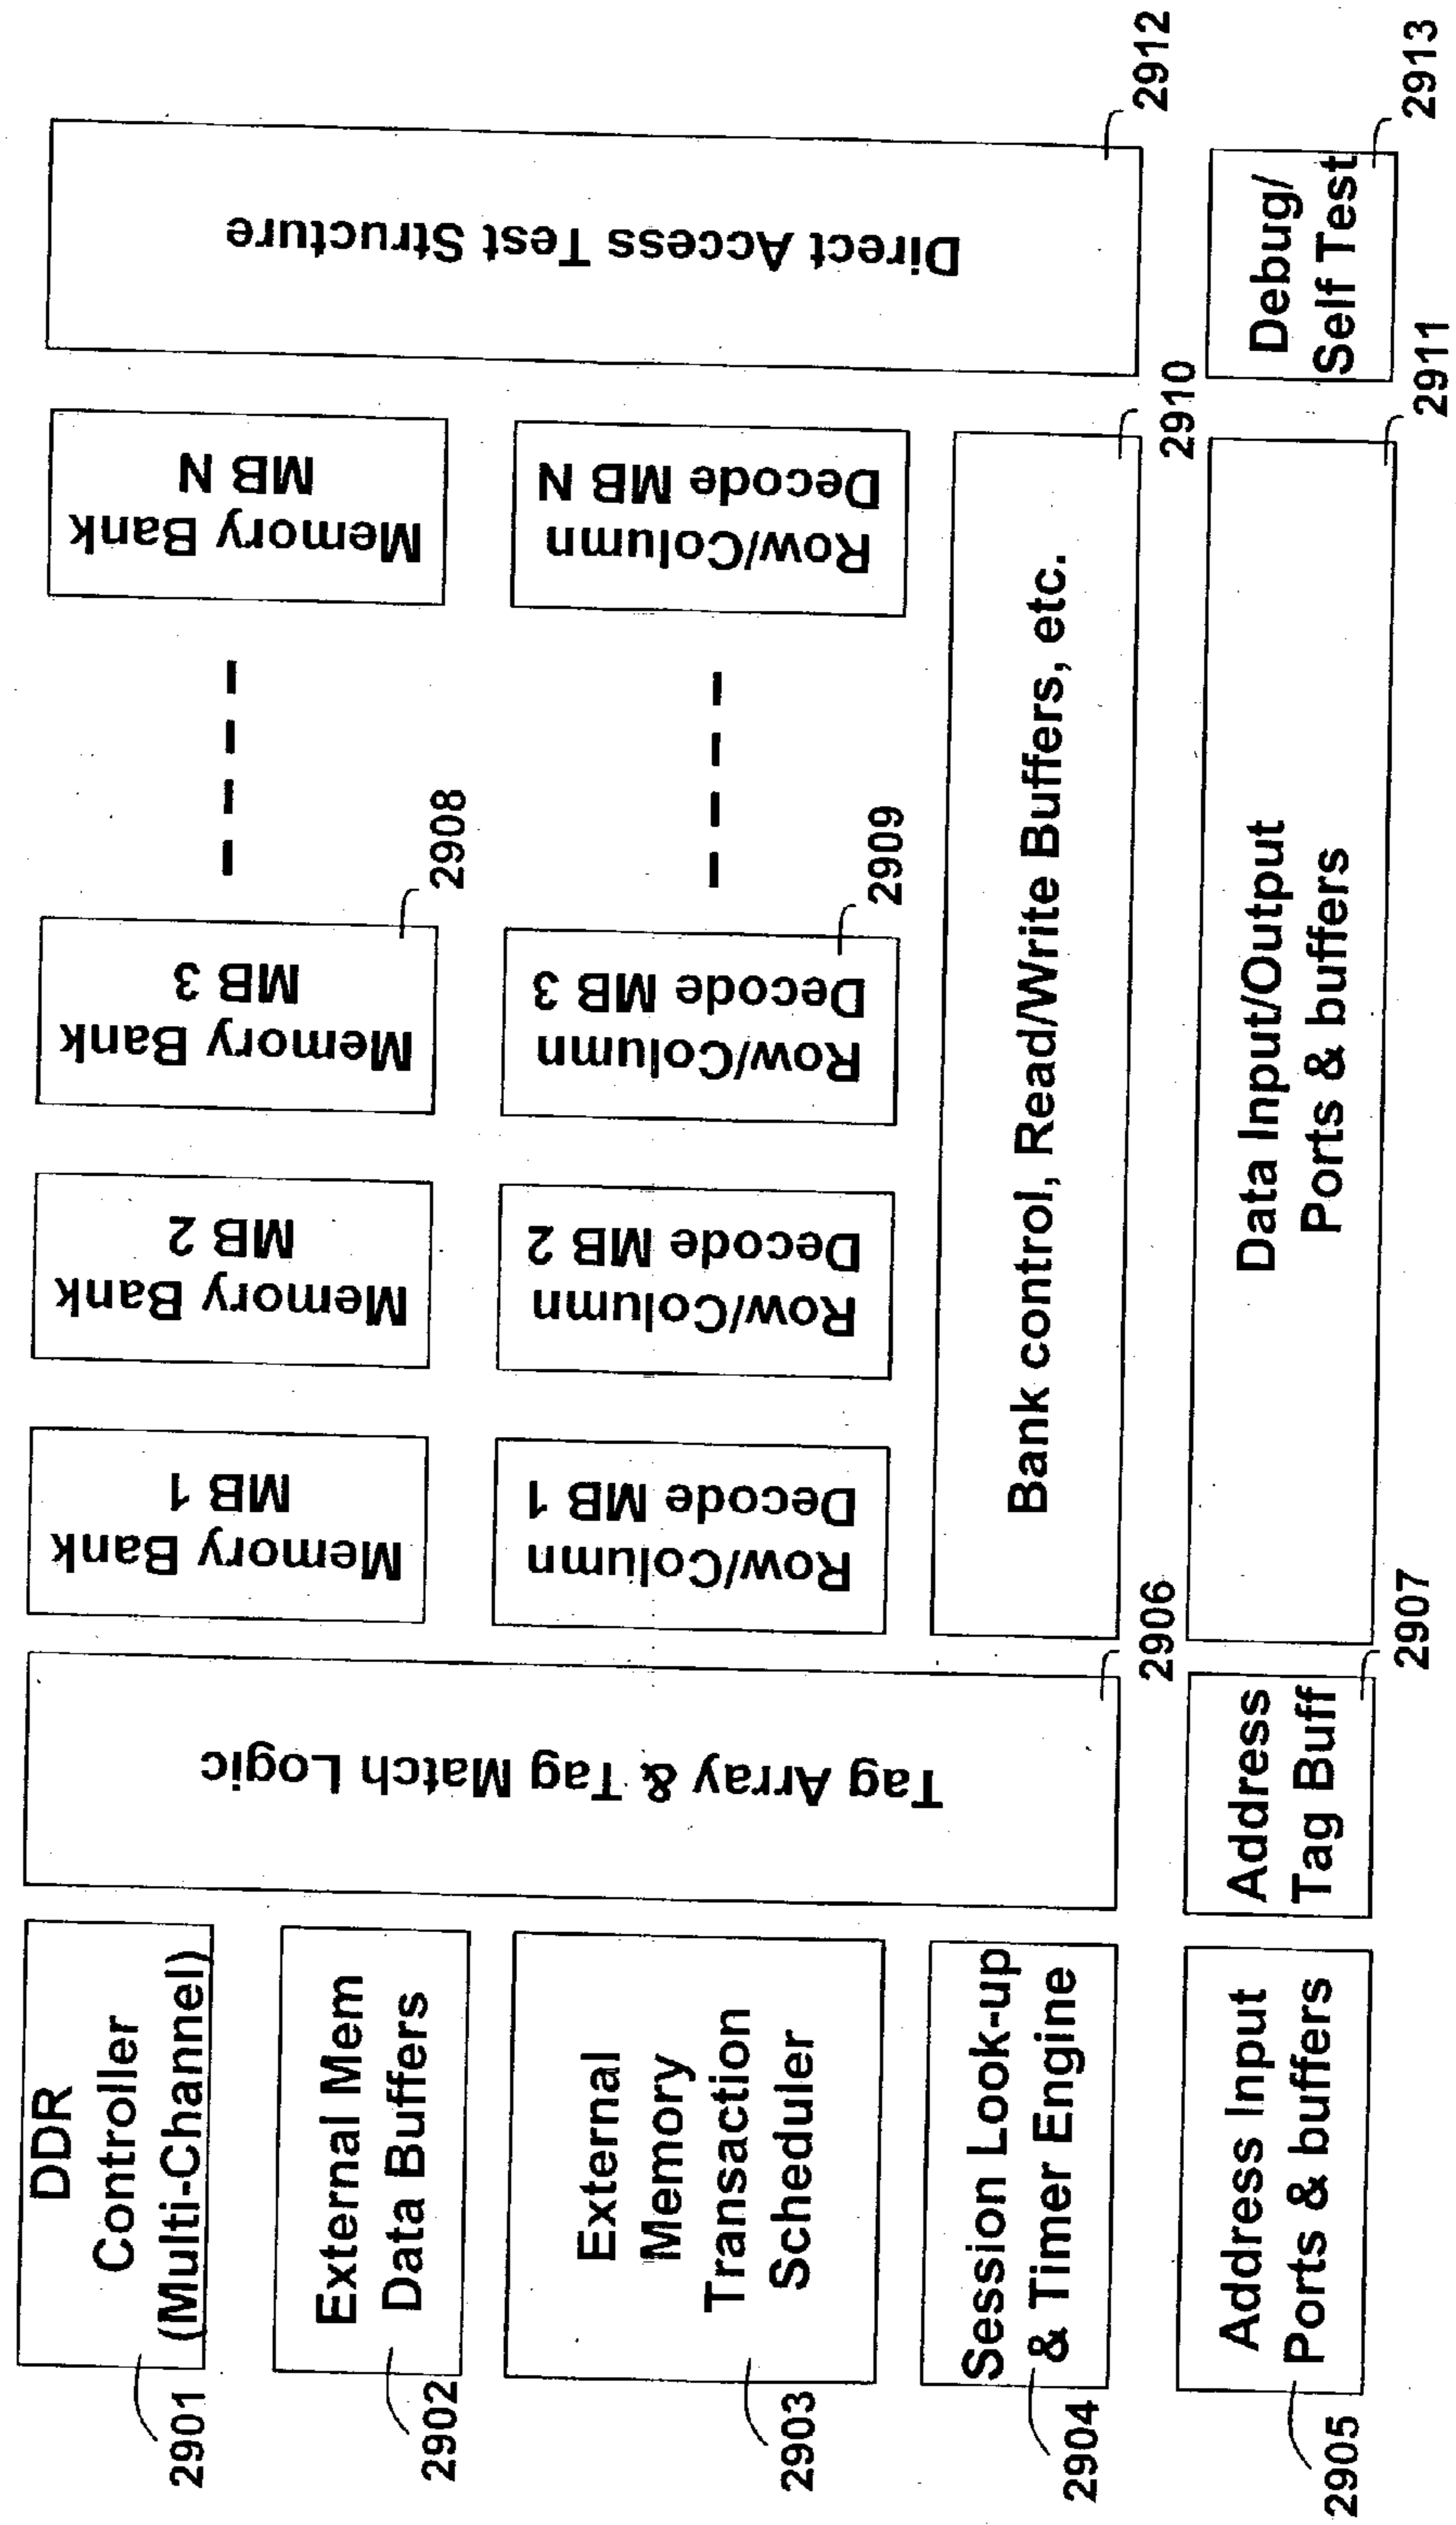 DDR
Controller
(Multi-Channel)
2901
External Mem
Data Buffers
2902
External
Memory
Transaction
Scheduler
2903
Session Look-up
& Timer Engine
2904
Address Input
Ports & buffers
2905
Tag Array & Tag Match Logic
2906
Address
Tag Buff
2907
Memory Bank
MB 1
Memory Bank
MB 2
Memory Bank
MB 3
2908
Memory Bank
MB N
Row/Column
Decode MB 1
Row/Column
Decode MB 2
Row/Column
Decode MB 3
2909
Row/Column
Decode MB N
Bank control, Read/Write Buffers, etc.
2910
Data Input/Output
Ports & buffers
2911
Direct Access Test Structure
2912
Debug/
Self Test
2913